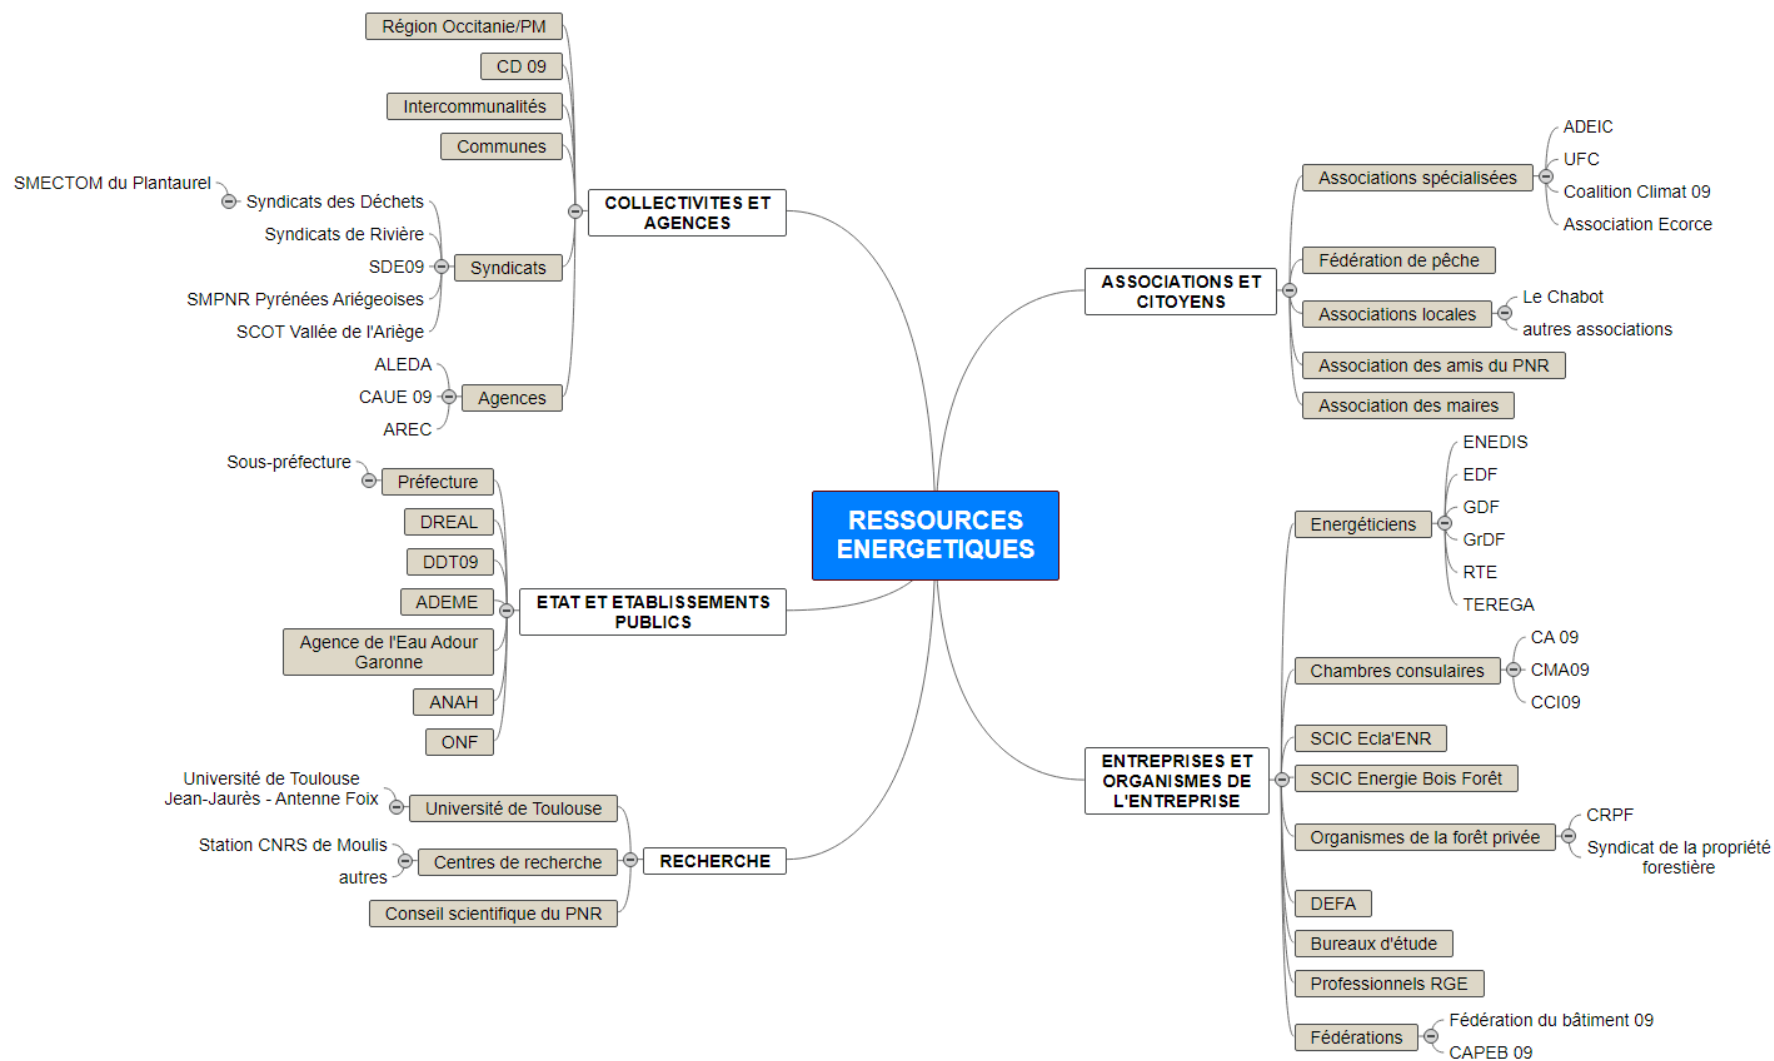 RESSOURCES
ENERGETIQUES
COLLECTIVITES ET
AGENCES
Région Occitanie/PM
CD 09
Intercommunalités
Communes
Syndicats
Syndicats des Déchets
SMECTOM du Plantaurel
Syndicats de Rivière
SDE09
SMPNR Pyrénées Ariégeoises
SCOT Vallée de l'Ariège
Agences
ALEDA
CAUE 09
AREC
ETAT ET ETABLISSEMENTS
PUBLICS
Préfecture
Sous-préfecture
DREAL
DDT09
ADEME
Agence de l'Eau Adour
Garonne
ANAH
ONF
RECHERCHE
Université de Toulouse
Université de Toulouse
Jean-Jaurès - Antenne Foix
Centres de recherche
Station CNRS de Moulis
autres
Conseil scientifique du PNR
ASSOCIATIONS ET
CITOYENS
Associations spécialisées
ADEIC
UFC
Coalition Climat 09
Association Ecorce
Fédération de pêche
Associations locales
Le Chabot
autres associations
Association des amis du PNR
Association des maires
ENTREPRISES ET
ORGANISMES DE
L'ENTREPRISE
Energéticiens
ENEDIS
EDF
GDF
GrDF
RTE
TEREGA
Chambres consulaires
CA 09
CMA09
CCI09
SCIC Ecla'ENR
SCIC Energie Bois Forêt
Organismes de la forêt privée
CRPF
Syndicat de la propriété
forestière
DEFA
Bureaux d'étude
Professionnels RGE
Fédérations
Fédération du bâtiment 09
CAPEB 09